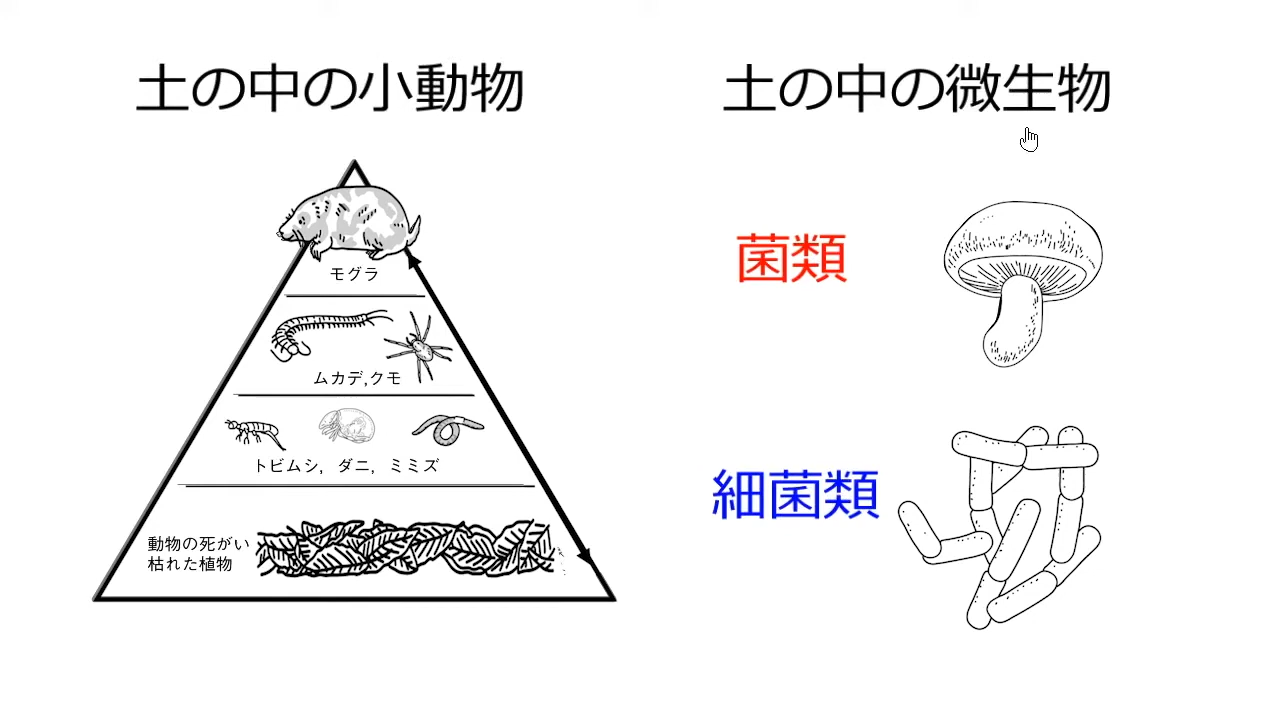 土の中の小動物
土の中の微生物
モグラ
ムカデ,クモ
トビムシ, ダニ, ミミズ
動物の死がい
枯れた植物
菌類
細菌類